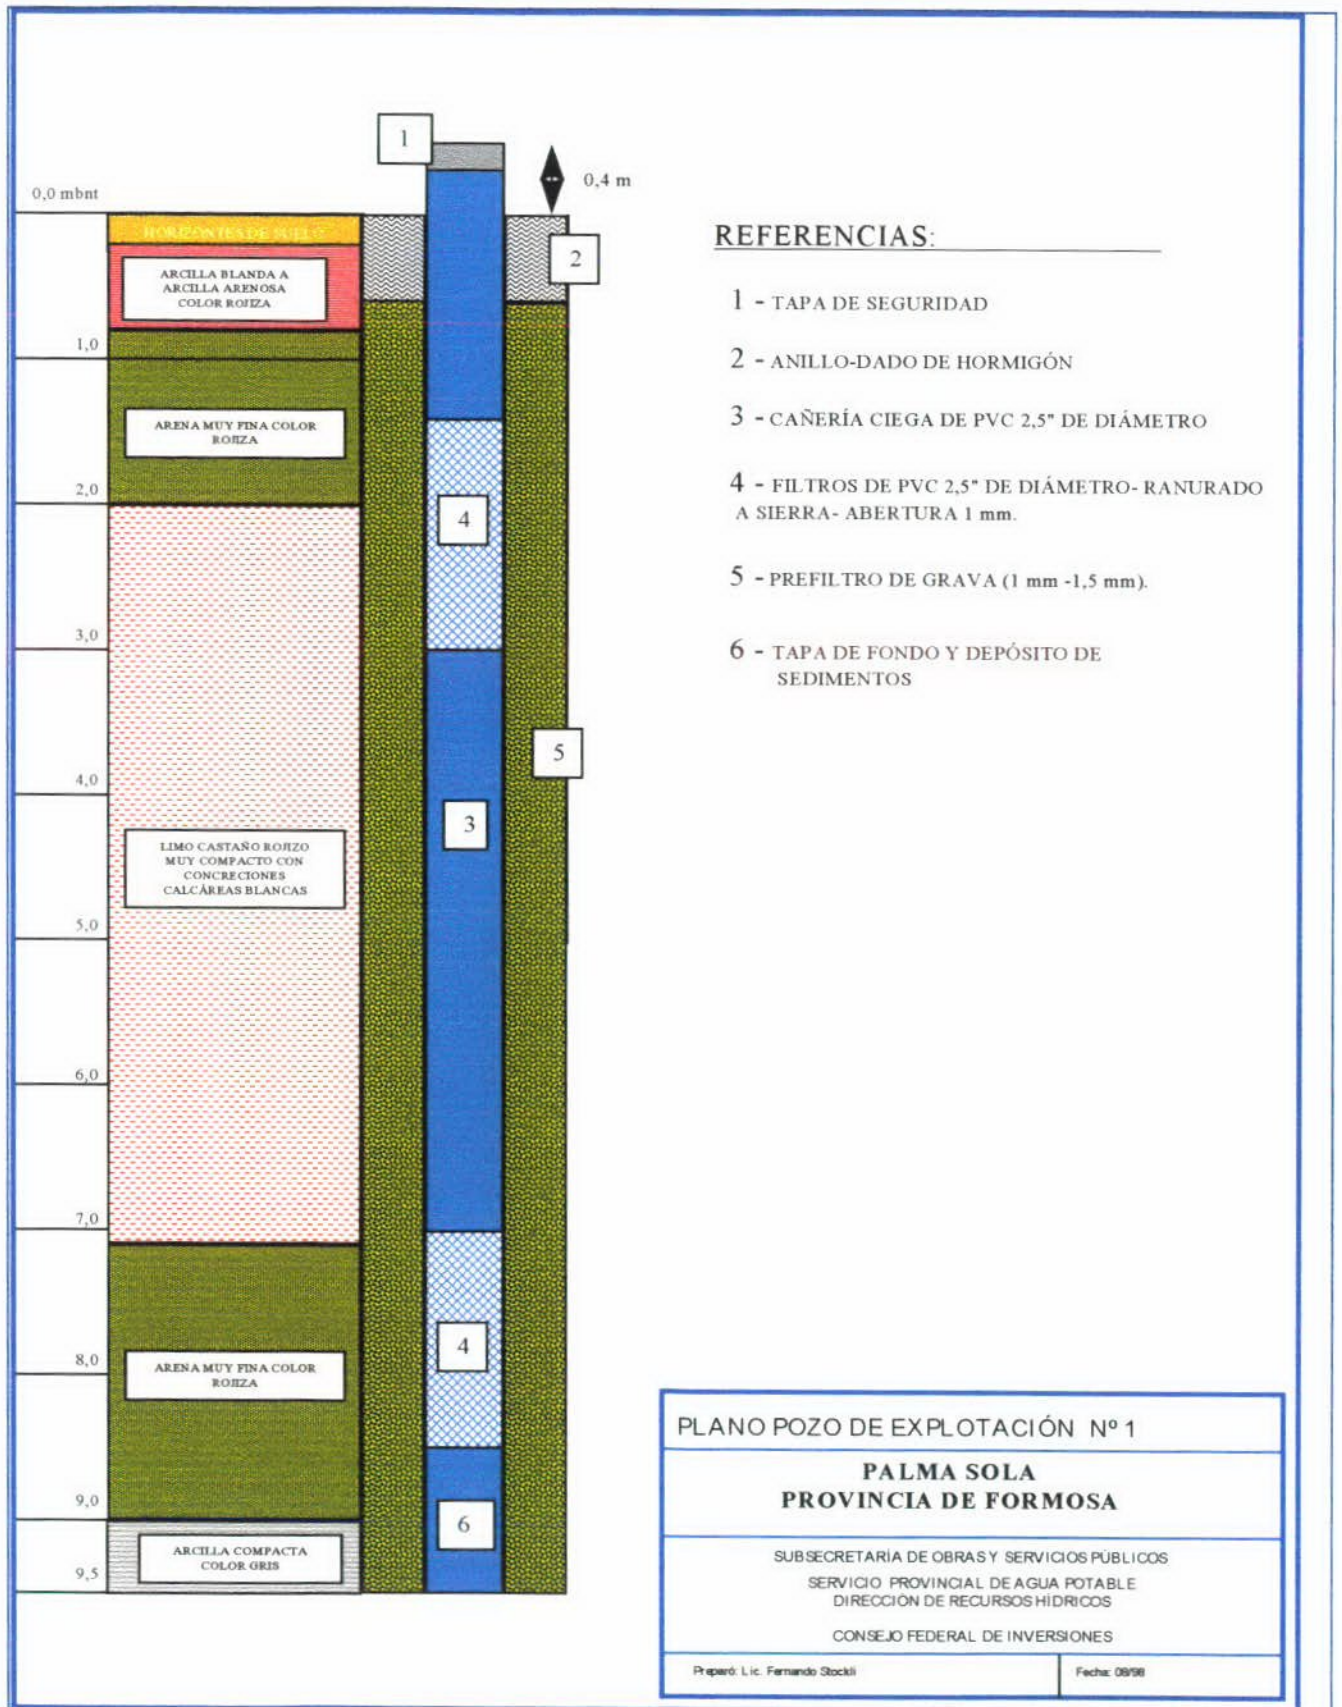 1
0,4 m
0,0 mbnt
HORIZONTES DE SUELO
ARCILLA BLANDA A
ARCILLA ARENOSA
COLOR ROJIZA
2
1,0
ARENA MUY FINA COLOR
ROJIZA
2,0
4
3,0
5
4,0
3
LIMO CASTAÑO ROJIZO
MUY COMPACTO CON
CONCRECIONES
CALCÁREAS BLANCAS
5,0
6,0
7,0
4
8,0
ARENA MUY FINA COLOR
ROJIZA
9,0
6
ARCILLA COMPACTA
COLOR GRIS
9,5
REFERENCIAS:
1 - TAPA DE SEGURIDAD
2 - ANILLO-DADO DE HORMIGÓN
3 - CAÑERÍA CIEGA DE PVC 2,5" DE DIÁMETRO
4 - FILTROS DE PVC 2,5" DE DIÁMETRO- RANURADO
A SIERRA- ABERTURA 1 mm.
5 - PREFILTRO DE GRAVA (1 mm -1,5 mm).
6 - TAPA DE FONDO Y DEPÓSITO DE
SEDIMENTOS
PLANO POZO DE EXPLOTACIÓN Nº 1
PALMA SOLA
PROVINCIA DE FORMOSA
SUBSECRETARÍA DE OBRAS Y SERVICIOS PÚBLICOS
SERVICIO PROVINCIAL DE AGUA POTABLE
DIRECCIÓN DE RECURSOS HÍDRICOS
CONSEJO FEDERAL DE INVERSIONES
Preparó: Lic. Fernando Stockli
Fecha: 08/98